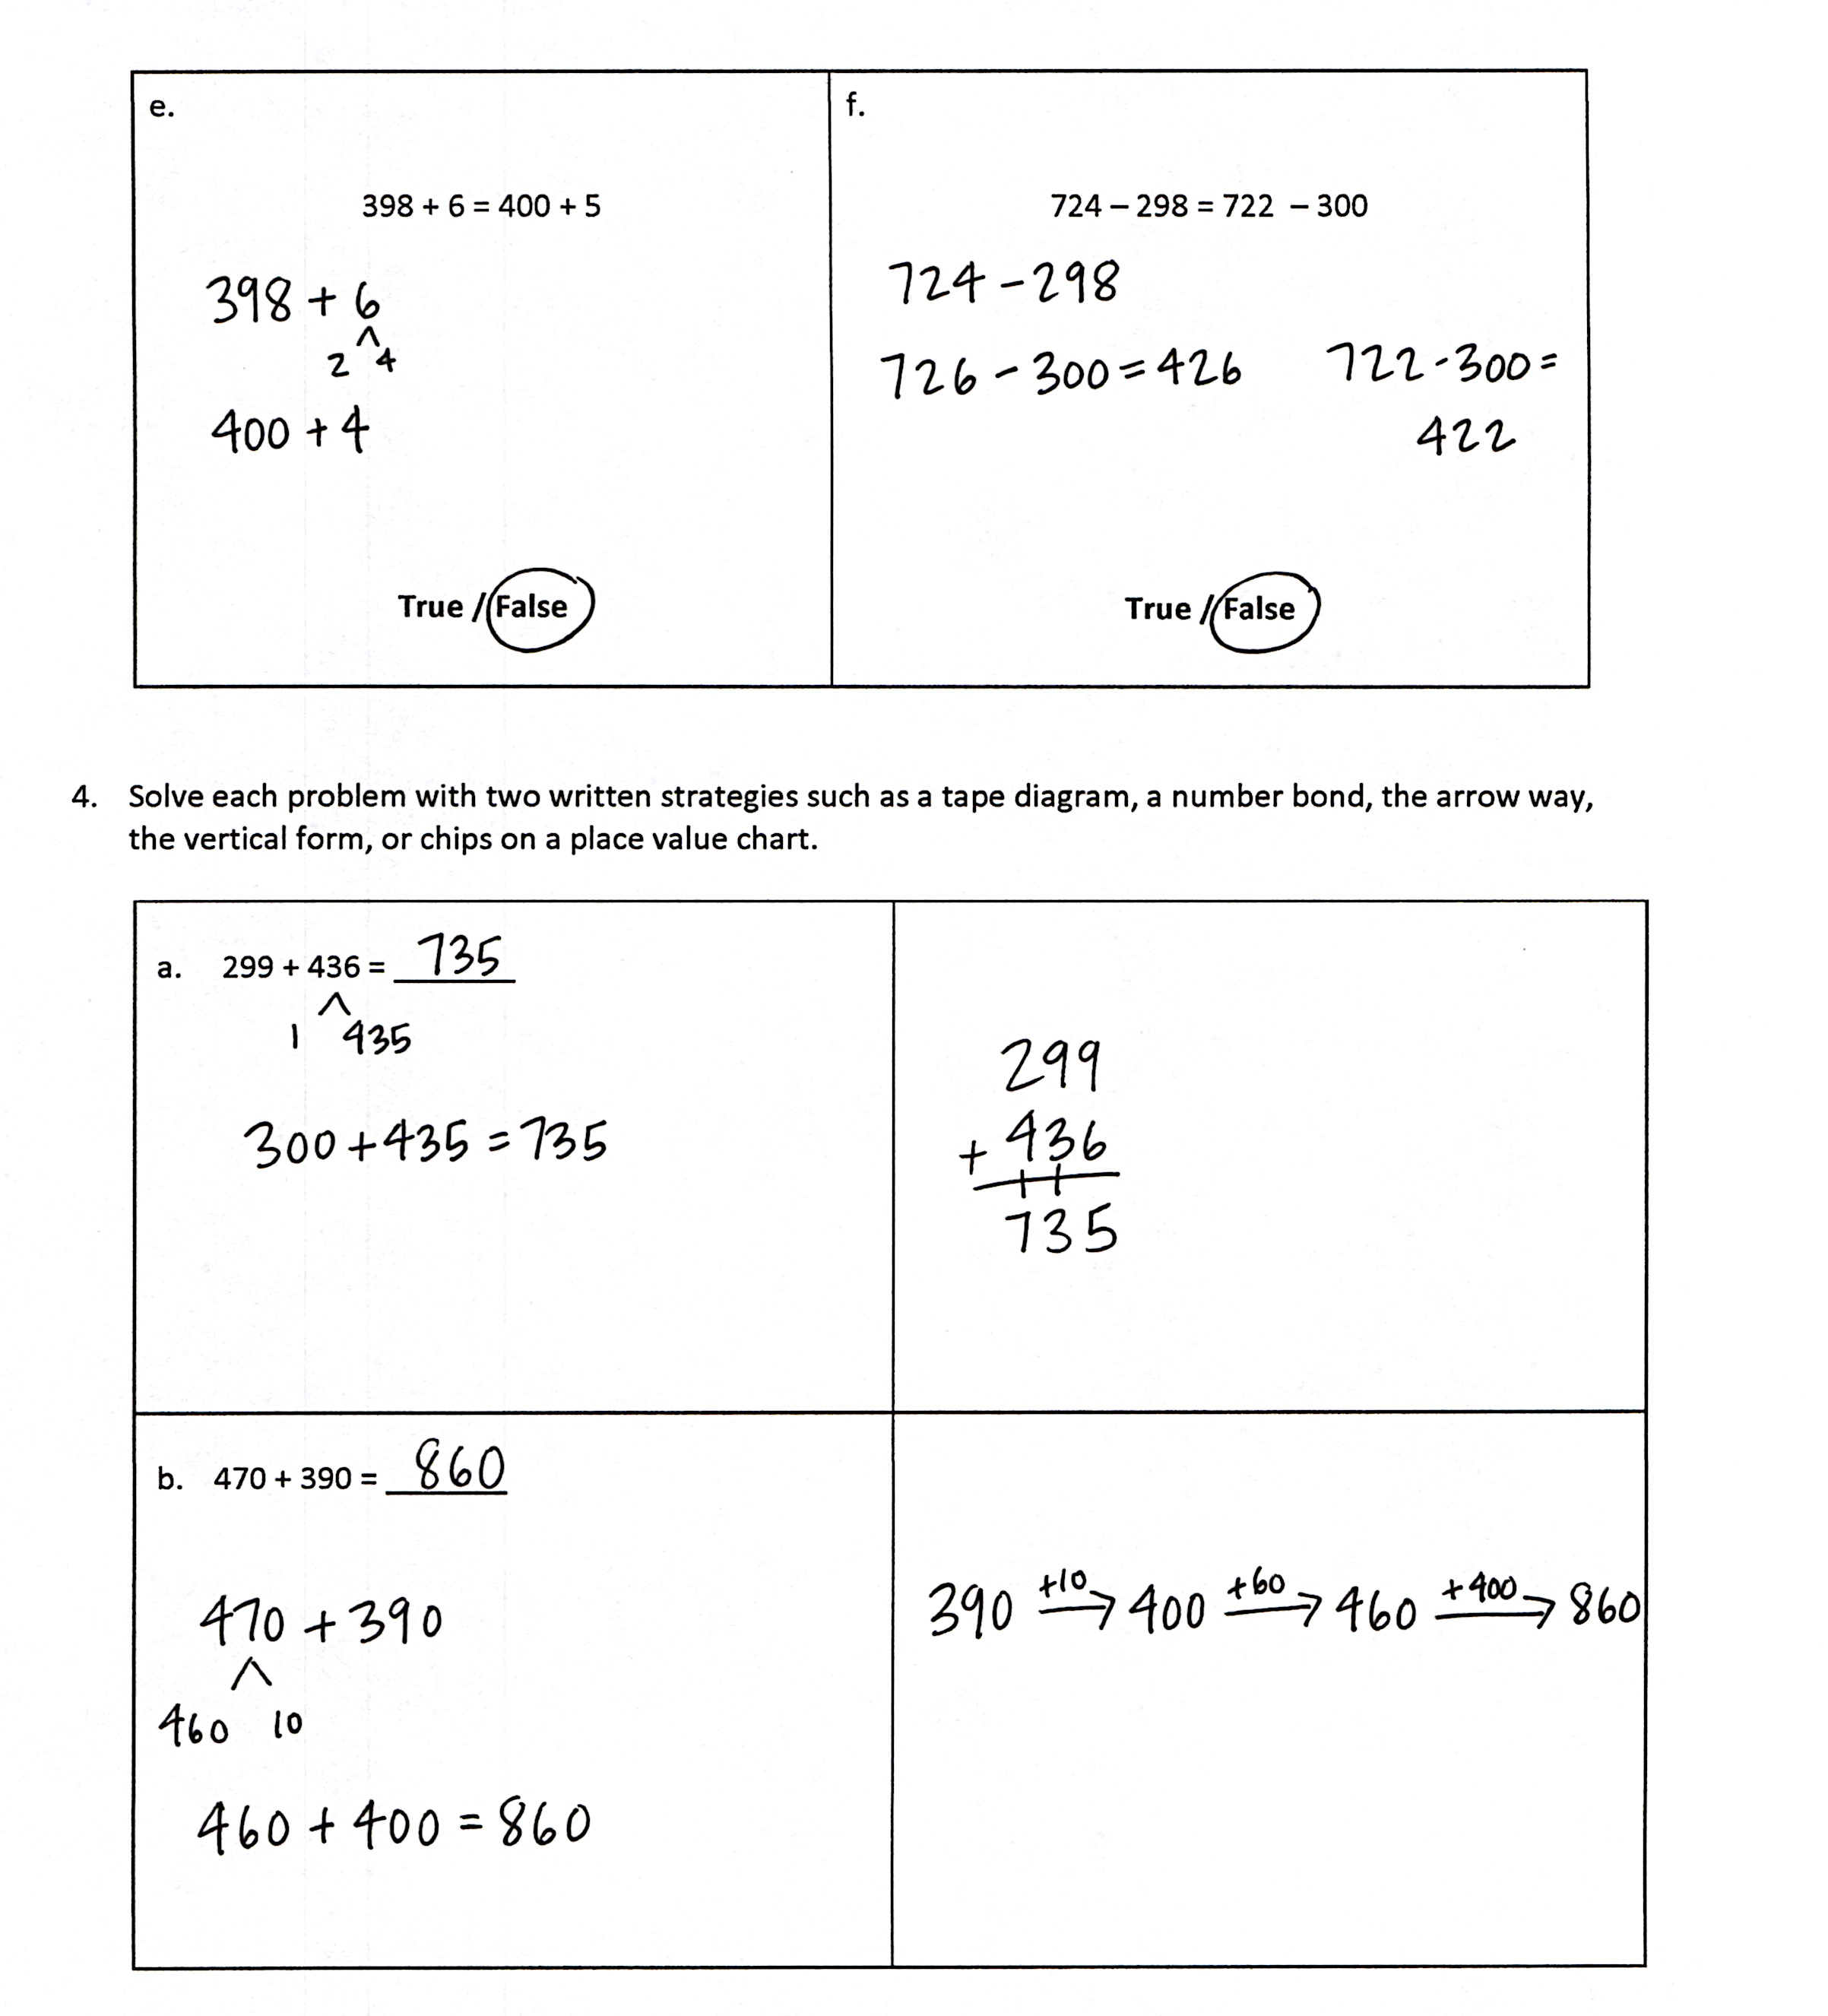 e.
398 + 6 = 400 + 5
398 + 6
2 4
400 + 4
True / False
f.
724 – 298 = 722 – 300
724 - 298
726 - 300 = 426
722 - 300 =
422
True / False
4. Solve each problem with two written strategies such as a tape diagram, a number bond, the arrow way,
the vertical form, or chips on a place value chart.
a. 299 + 436 = 735
1 435
300 + 435 = 735
299
+ 436
1 1
735
b. 470 + 390 = 860
470 + 390
460 10
460 + 400 = 860
390 +10→ 400 +60→ 460 +400→ 860